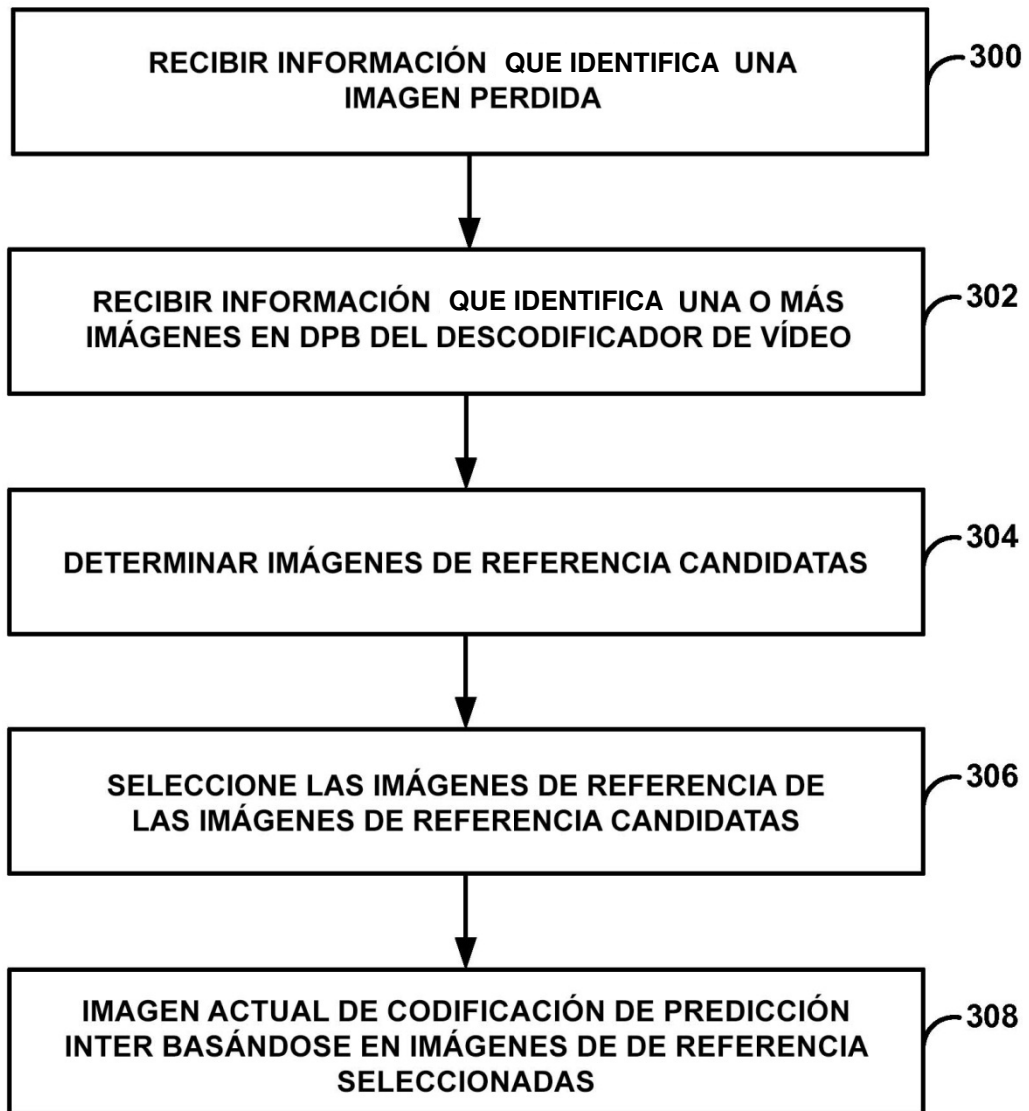 RECIBIR INFORMACIÓN QUE IDENTIFICA UNA
IMAGEN PERDIDA
300
RECIBIR INFORMACIÓN QUE IDENTIFICA UNA O MÁS
IMÁGENES EN DPB DEL DESCODIFICADOR DE VÍDEO
302
DETERMINAR IMÁGENES DE REFERENCIA CANDIDATAS
304
SELECCIONE LAS IMÁGENES DE REFERENCIA DE
LAS IMÁGENES DE REFERENCIA CANDIDATAS
306
IMAGEN ACTUAL DE CODIFICACIÓN DE PREDICCIÓN
INTER BASÁNDOSE EN IMÁGENES DE DE REFERENCIA
SELECCIONADAS
308